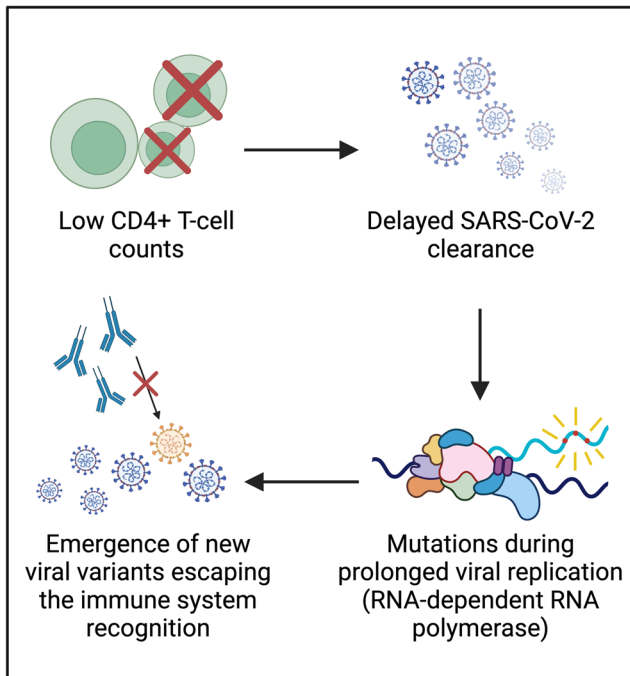 Low CD4+ T-cell
counts
Delayed SARS-CoV-2
clearance
Mutations during
prolonged viral replication
(RNA-dependent RNA
polymerase)
Emergence of new
viral variants escaping
the immune system
recognition